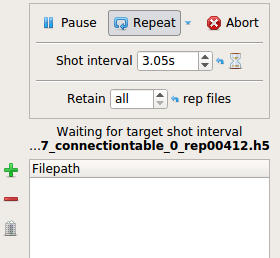 Pause Repeat Abort
Shot interval 3.05s
Retain all rep files
Waiting for target shot interval
...7_connectiontable_0_rep00412.h5
Filepath